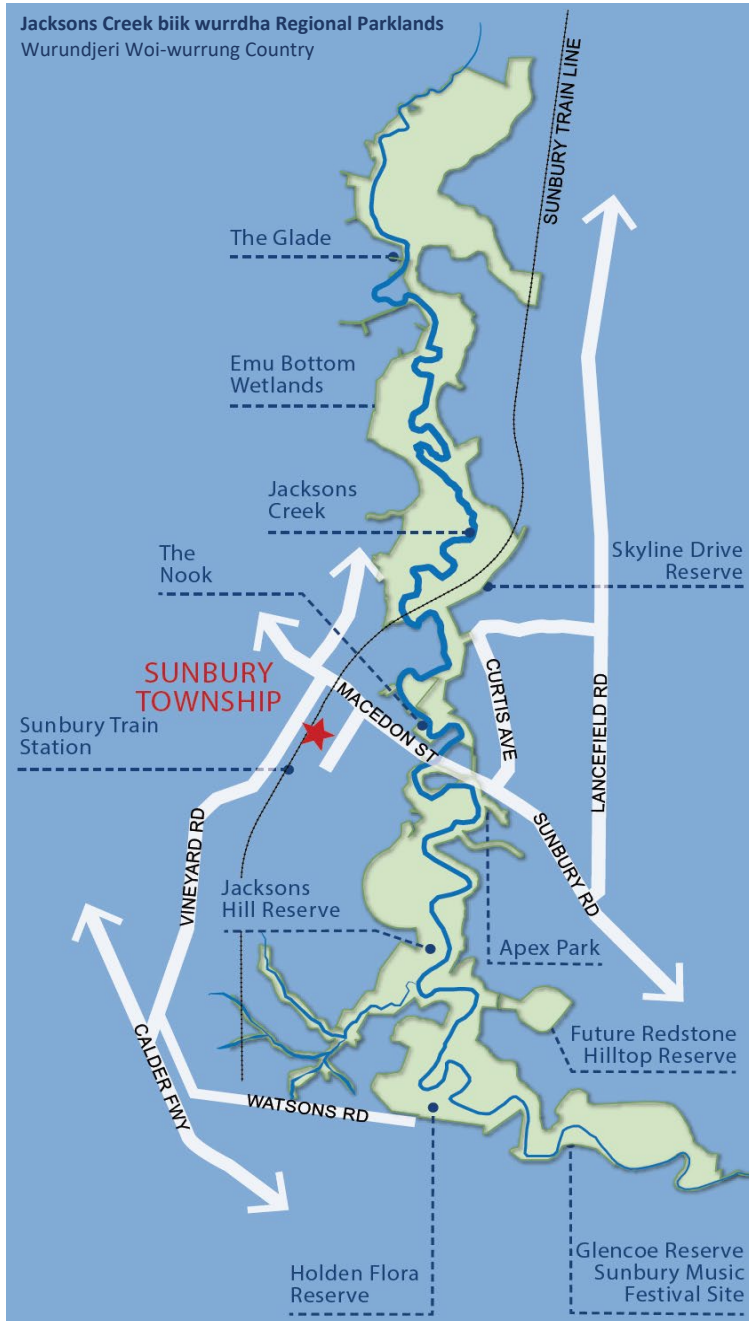 Jacksons Creek biik wurrdha Regional Parklands
Wurundjeri Woi-wurrung Country
SUNBURY TRAIN LINE
The Glade
Emu Bottom
Wetlands
Jacksons
Creek
The
Nook
Skyline Drive
Reserve
SUNBURY
TOWNSHIP
MACEDON ST
CURTIS AVE
LANCEFIELD RD
Sunbury Train
Station
VINEYARD RD
SUNBURY RD
Jacksons
Hill Reserve
Apex Park
CALDER FWY
Future Redstone
Hilltop Reserve
WATSONS RD
Holden Flora
Reserve
Glencoe Reserve
Sunbury Music
Festival Site